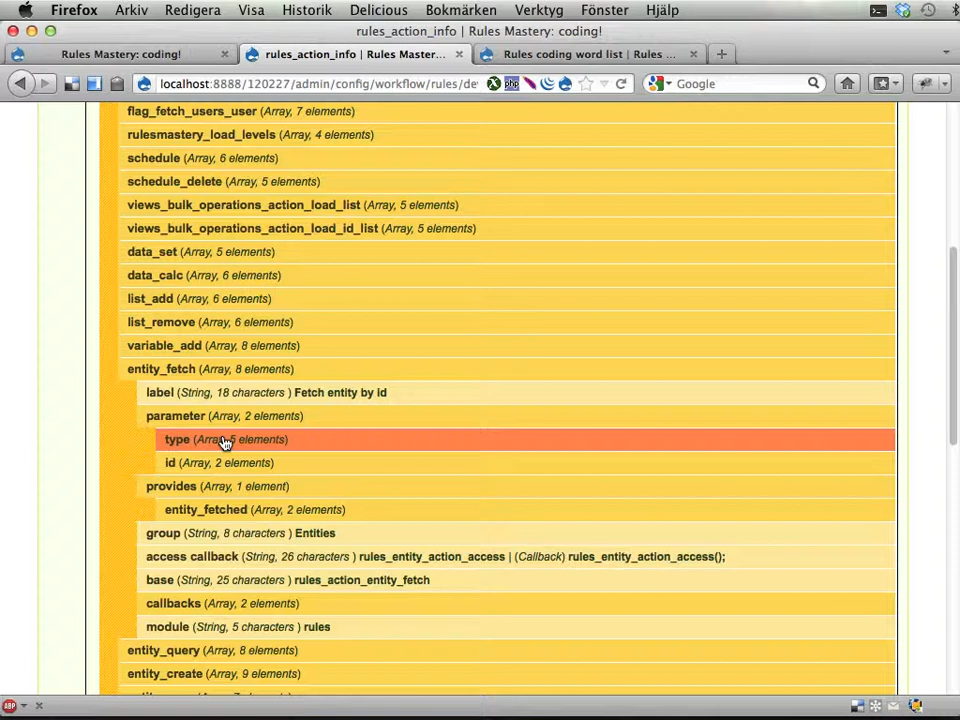 Firefox Arkiv Redigera Visa Historik Delicious Bokmärken Verktyg Fönster Hjälp
rules_action_info | Rules Mastery: coding!
Rules Mastery: coding! rules_action_info | Rules Master... Rules coding word list | Rules ...
localhost:8888/120227/admin/config/workflow/rules/de php Google
flag_fetch_users_user (Array, 7 elements)
rulesmastery_load_levels (Array, 4 elements)
schedule (Array, 6 elements)
schedule_delete (Array, 5 elements)
views_bulk_operations_action_load_list (Array, 5 elements)
views_bulk_operations_action_load_id_list (Array, 5 elements)
data_set (Array, 5 elements)
data_calc (Array, 6 elements)
list_add (Array, 6 elements)
list_remove (Array, 6 elements)
variable_add (Array, 8 elements)
entity_fetch (Array, 8 elements)
label (String, 18 characters ) Fetch entity by id
parameter (Array, 2 elements)
type (Array, 5 elements)
id (Array, 2 elements)
provides (Array, 1 element)
entity_fetched (Array, 2 elements)
group (String, 8 characters ) Entities
access callback (String, 26 characters ) rules_entity_action_access | (Callback) rules_entity_action_access();
base (String, 25 characters ) rules_action_entity_fetch
callbacks (Array, 2 elements)
module (String, 5 characters ) rules
entity_query (Array, 8 elements)
entity_create (Array, 9 elements)
ABP